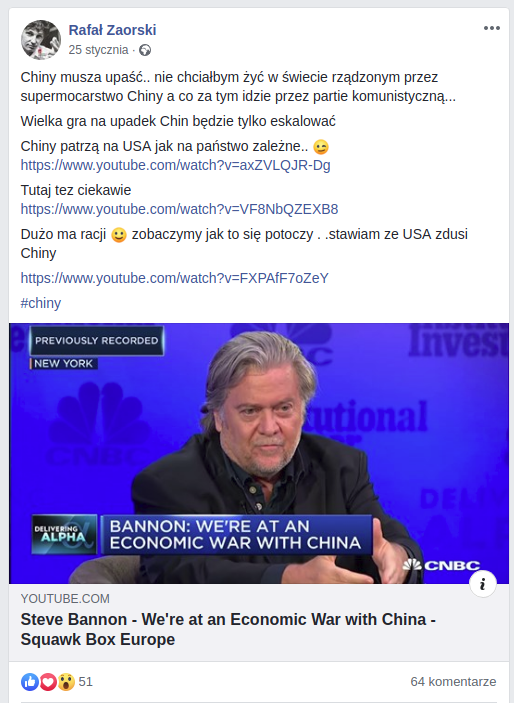 Rafał Zaorski
25 stycznia ·
Chiny musza upaść.. nie chciałbym żyć w świecie rządzonym przez
supermocarstwo Chiny a co za tym idzie przez partie komunistyczną...
Wielka gra na upadek Chin będzie tylko eskalować
Chiny patrzą na USA jak na państwo zależne.. 😉
https://www.youtube.com/watch?v=axZVLQJR-Dg
Tutaj tez ciekawie
https://www.youtube.com/watch?v=VF8NbQZEXB8
Dużo ma racji 🙂 zobaczymy jak to się potoczy . .stawiam ze USA zdusi
Chiny
https://www.youtube.com/watch?v=FXPAfF7oZeY
#chiny
PREVIOUSLY RECORDED
NEW YORK
Invest
utional
CNBC
DELIVERING
ALPHA
BANNON: WE'RE AT AN
ECONOMIC WAR WITH CHINA
CNBC
YOUTUBE.COM
Steve Bannon - We're at an Economic War with China -
Squawk Box Europe
51
64 komentarze